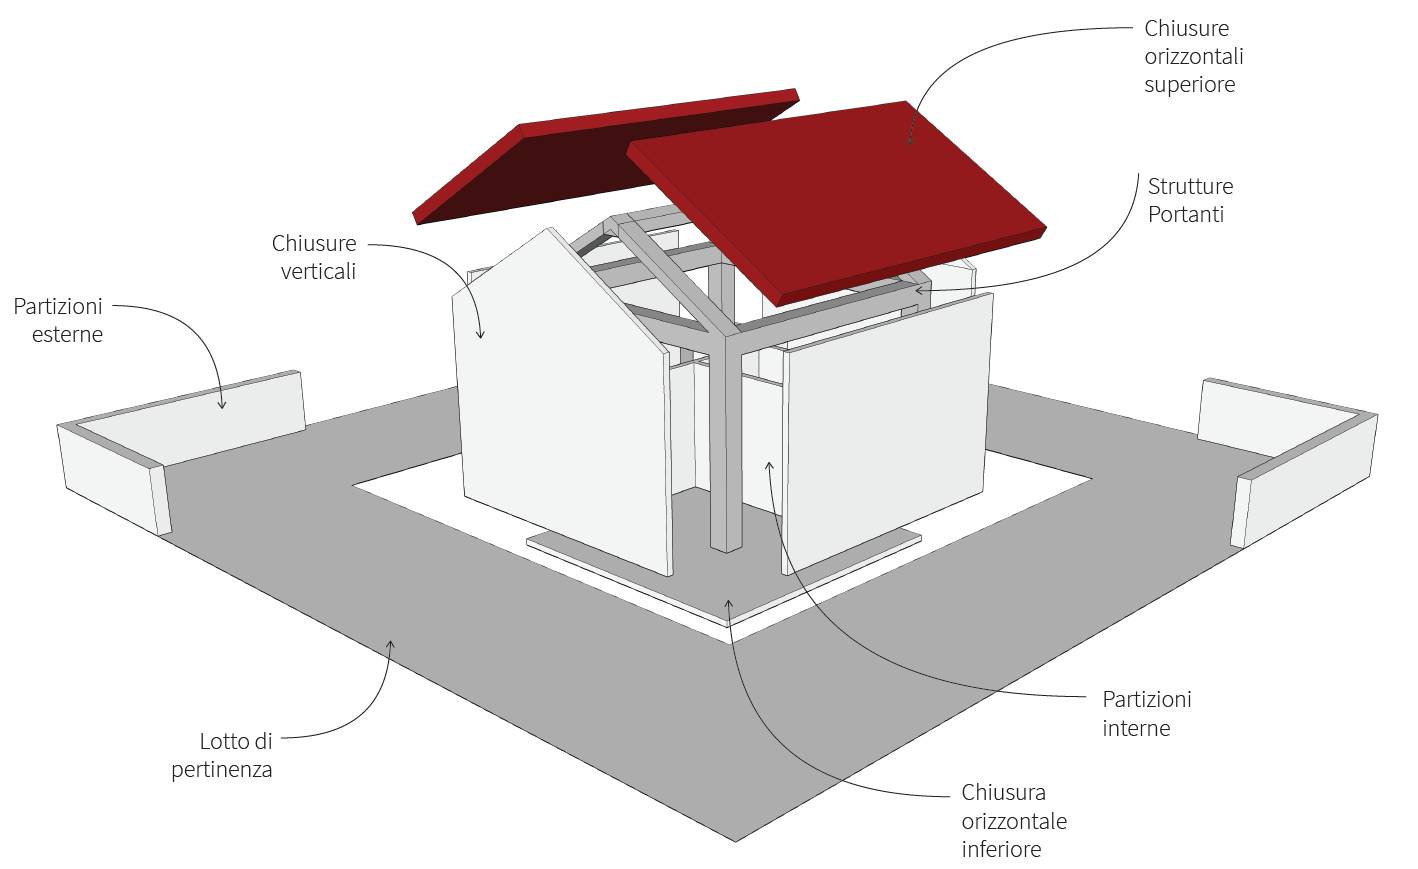 Chiusure
orizzontali
superiore
Strutture
Portanti
Chiusure
verticali
Partizioni
esterne
Partizioni
interne
Lotto di
pertinenza
Chiusura
orizzontale
inferiore